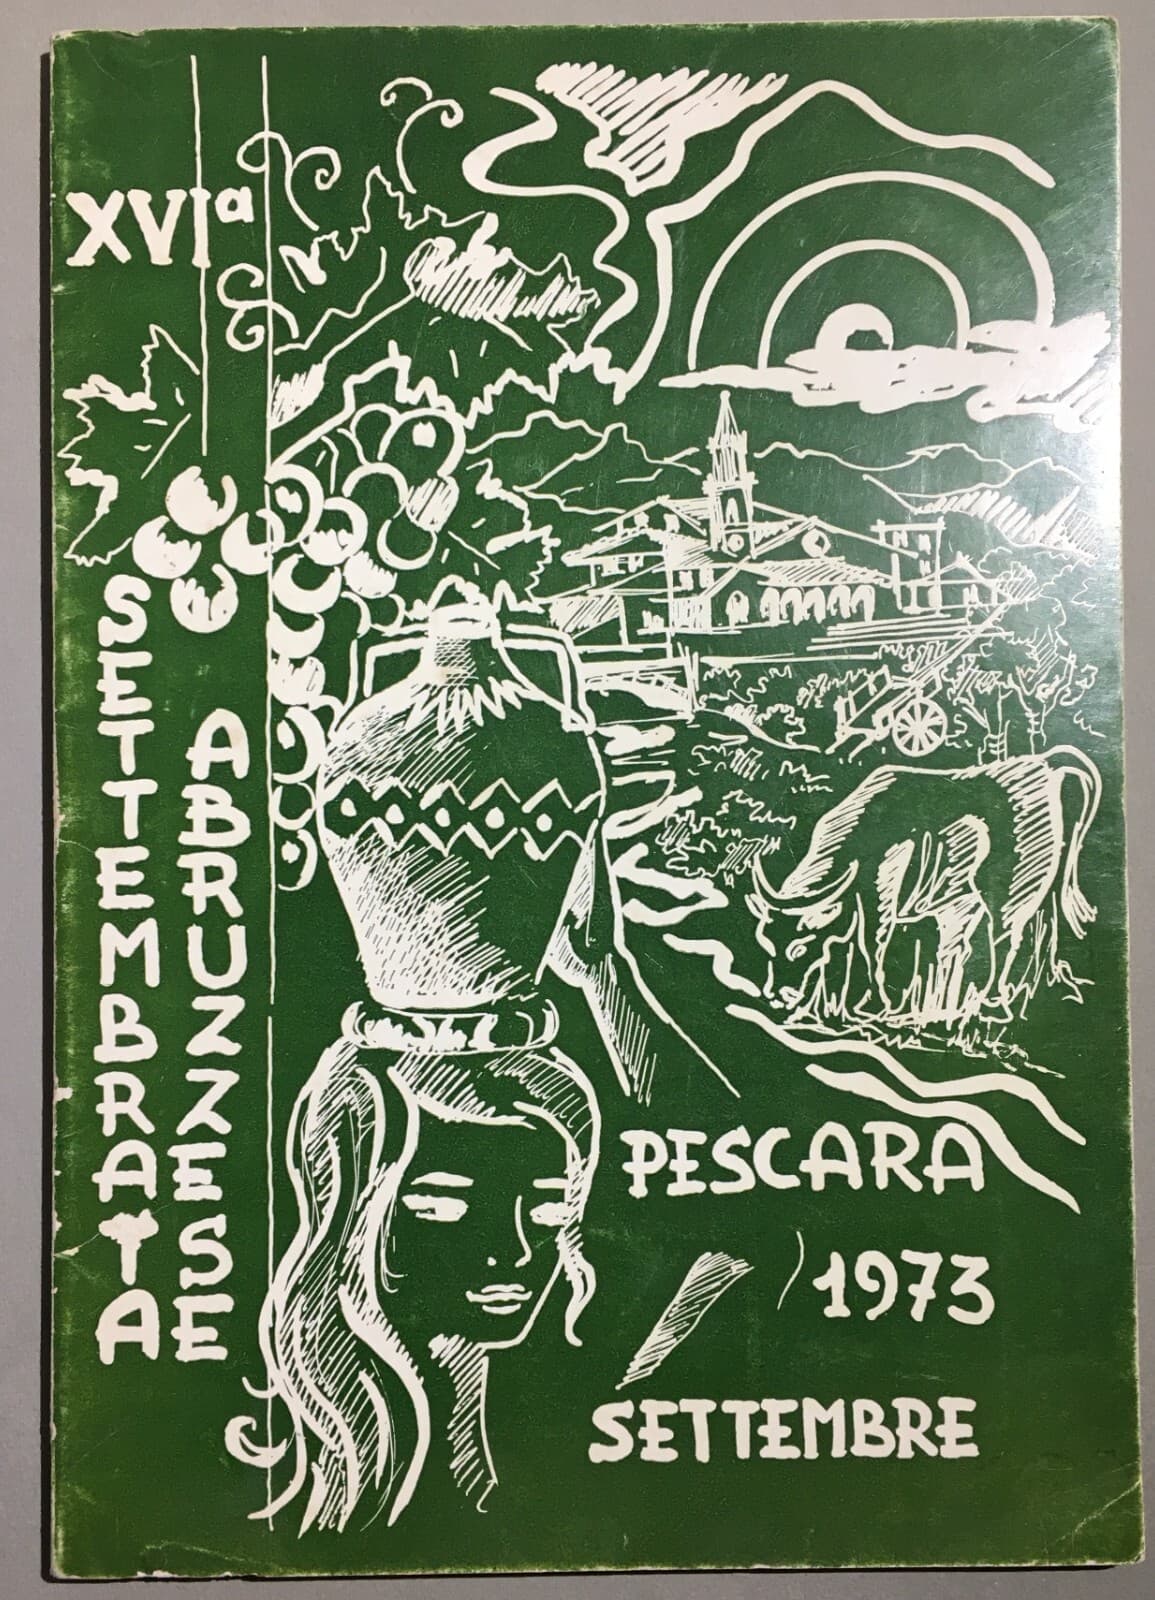 XVIª
SETTEMBRATA
ABRUZZESE
PESCARA
1973
SETTEMBRE